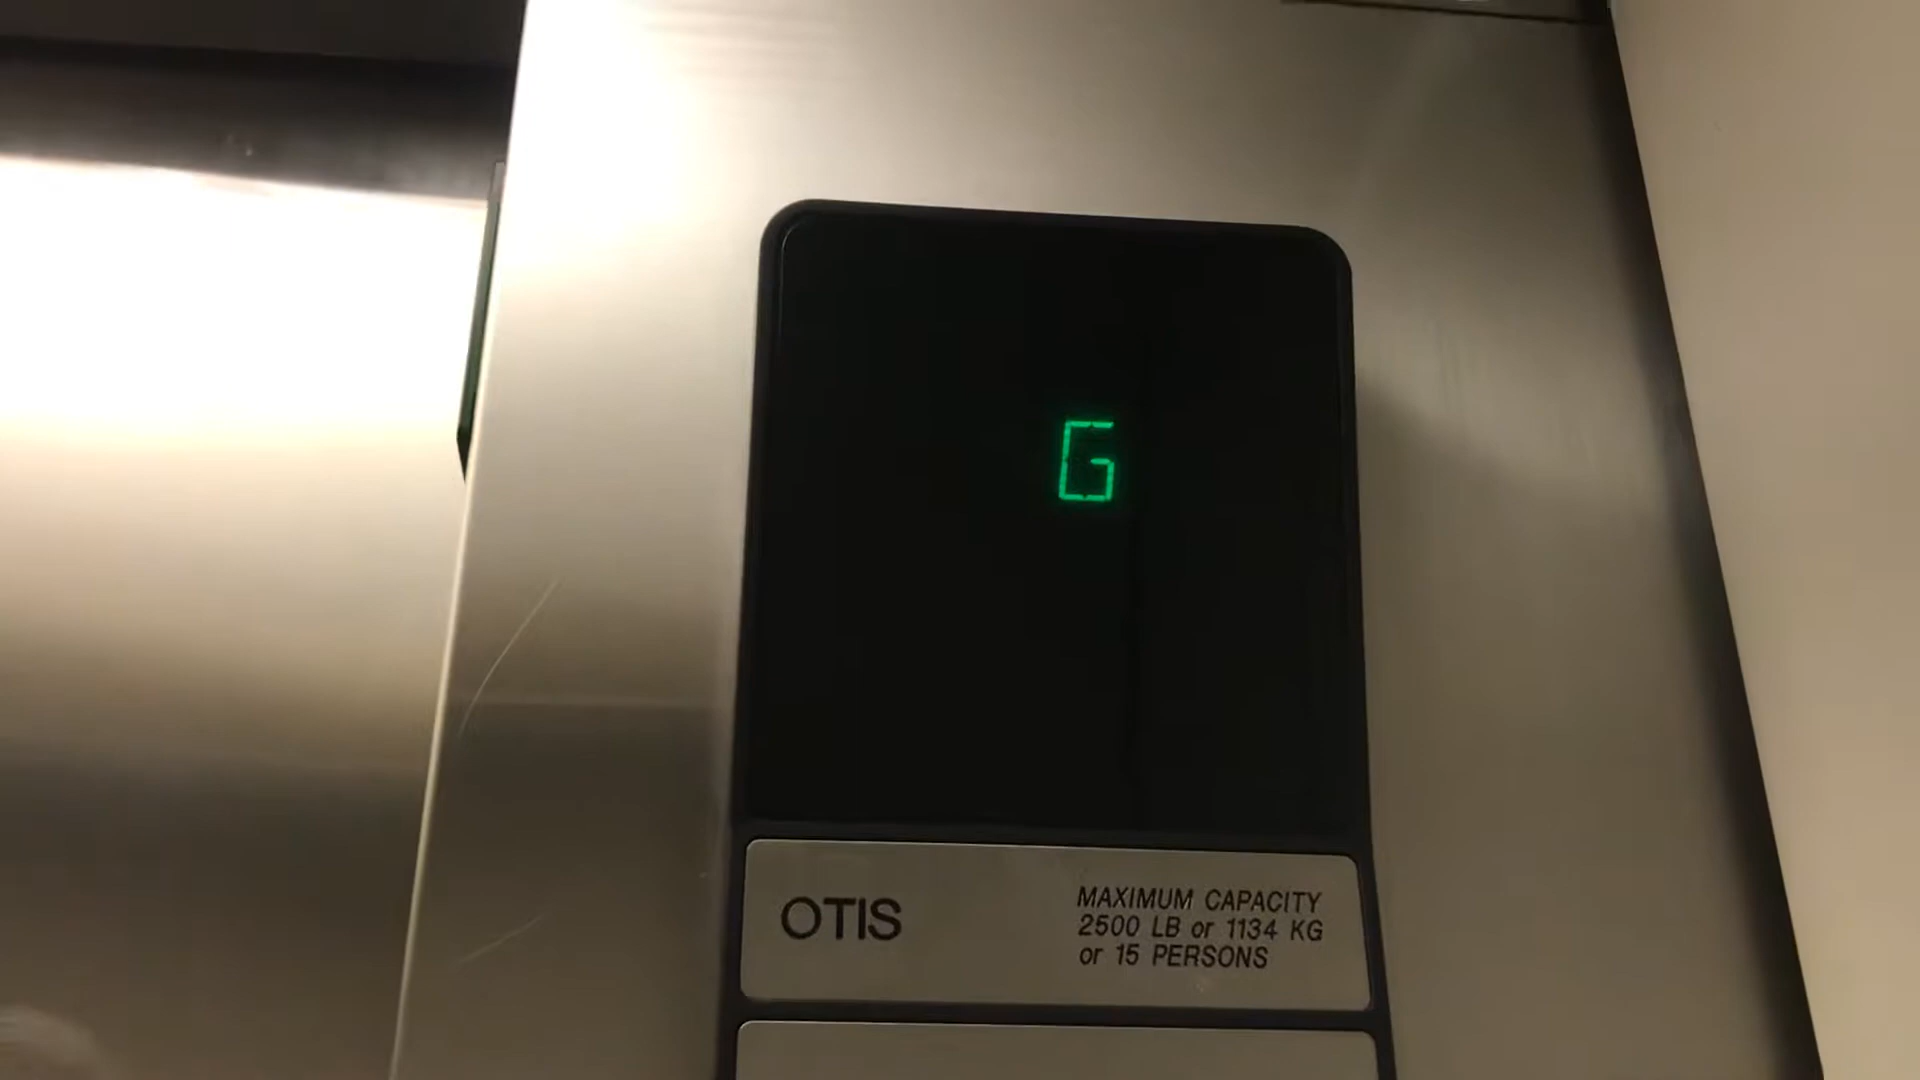 G
OTIS
MAXIMUM CAPACITY
2500 LB or 1134 KG
or 15 PERSONS